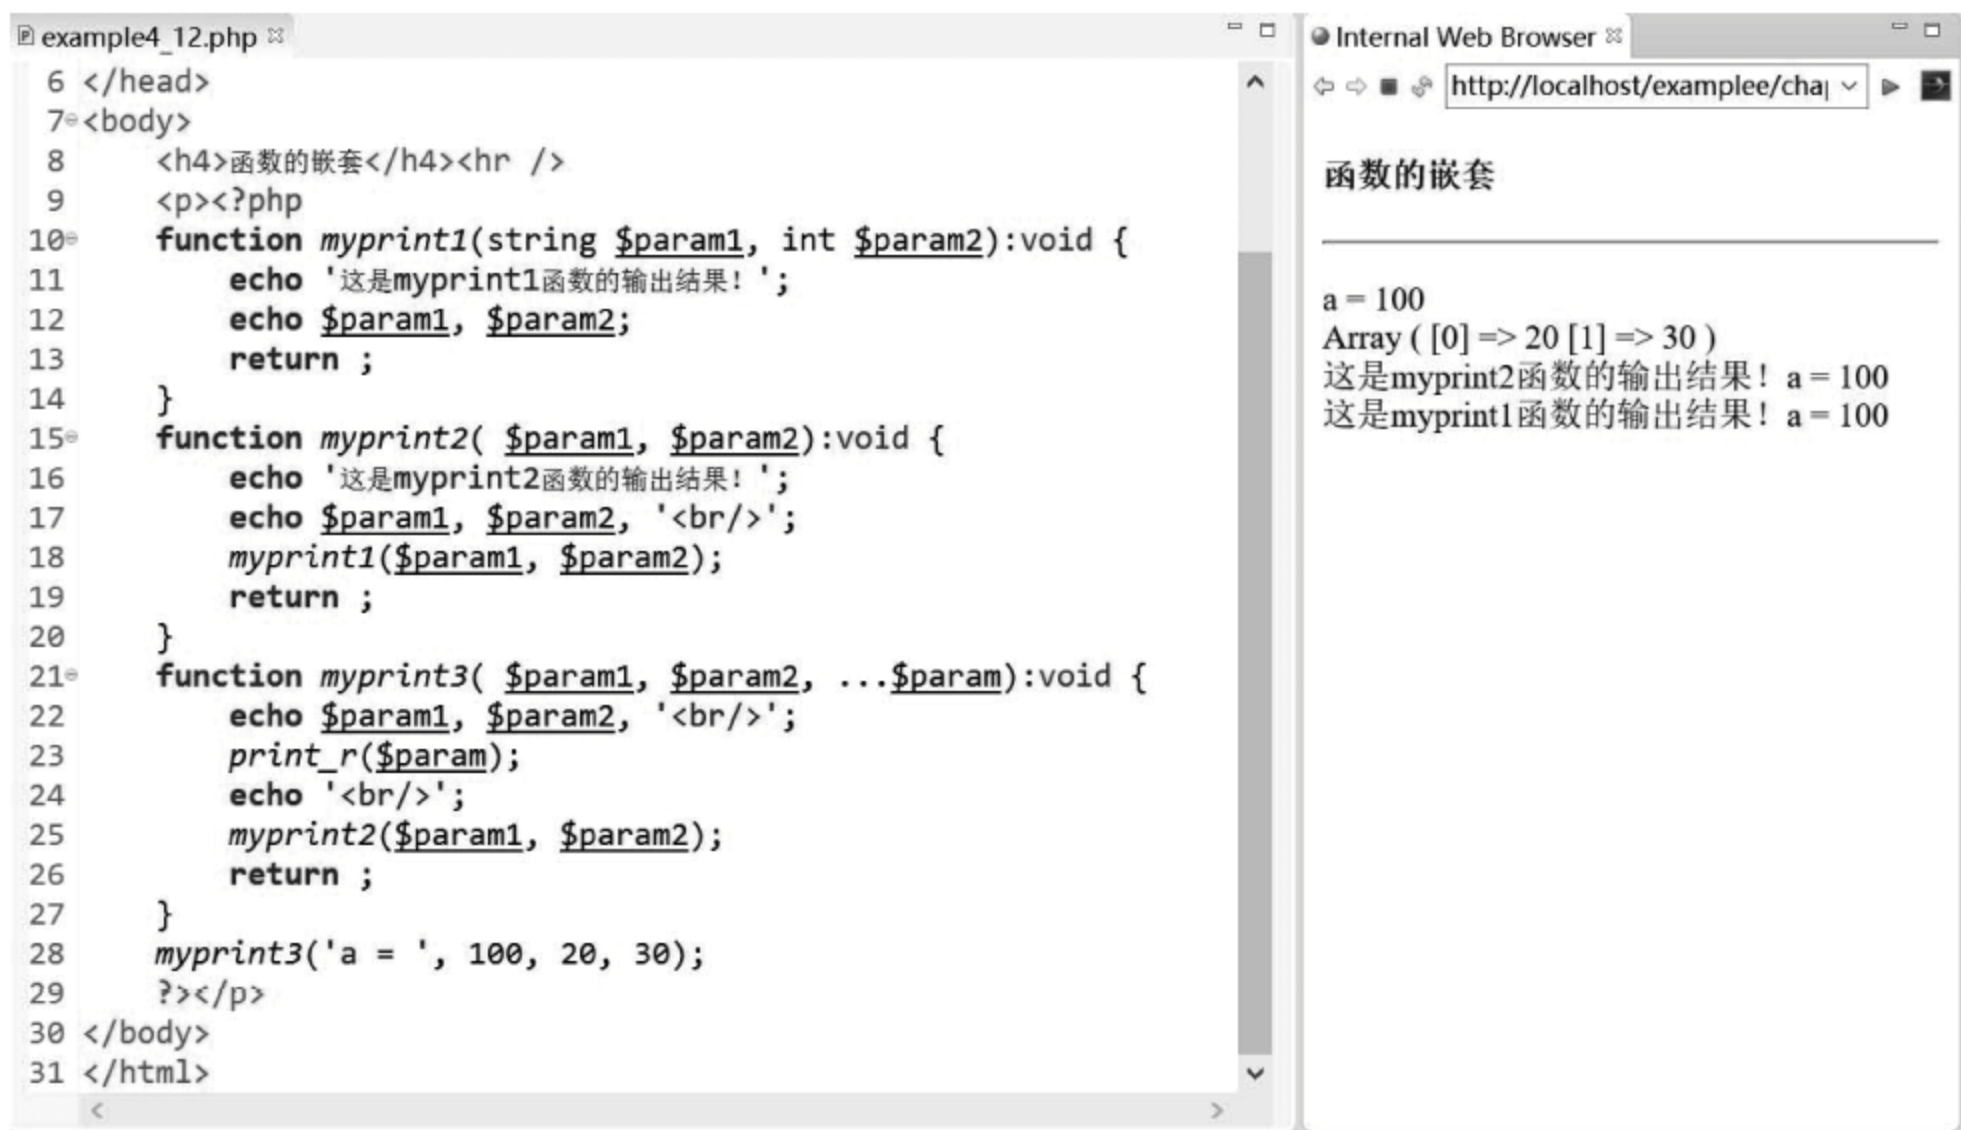 example4_12.php
6 </head>
7 <body>
8     <h4>函数的嵌套</h4><hr />
9     <p><?php
10     function myprint1(string $param1, int $param2):void {
11         echo '这是myprint1函数的输出结果！';
12         echo $param1, $param2;
13         return ;
14     }
15     function myprint2( $param1, $param2):void {
16         echo '这是myprint2函数的输出结果！';
17         echo $param1, $param2, '<br/>';
18         myprint1($param1, $param2);
19         return ;
20     }
21     function myprint3( $param1, $param2, ...$param):void {
22         echo $param1, $param2, '<br/>';
23         print_r($param);
24         echo '<br/>';
25         myprint2($param1, $param2);
26         return ;
27     }
28     myprint3('a = ', 100, 20, 30);
29     ?></p>
30 </body>
31 </html>
Internal Web Browser
http://localhost/examplee/cha
函数的嵌套
a = 100
Array ( [0] => 20 [1] => 30 )
这是myprint2函数的输出结果！a = 100
这是myprint1函数的输出结果！a = 100